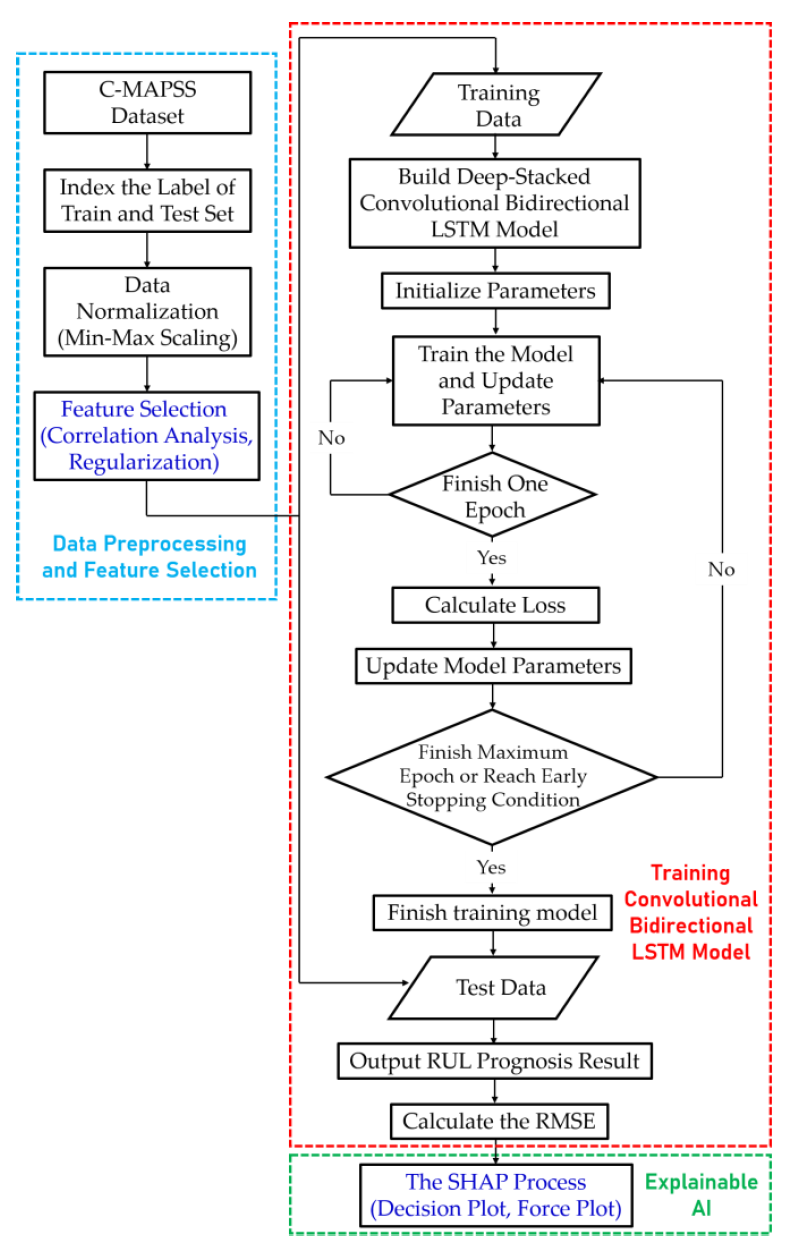 C-MAPSS
Dataset
Index the Label of
Train and Test Set
Data
Normalization
(Min-Max Scaling)
Feature Selection
(Correlation Analysis,
Regularization)
Data Preprocessing
and Feature Selection
Training
Data
Build Deep-Stacked
Convolutional Bidirectional
LSTM Model
Initialize Parameters
Train the Model
and Update
Parameters
No
Finish One
Epoch
Yes
No
Calculate Loss
Update Model Parameters
Finish Maximum
Epoch or Reach Early
Stopping Condition
Yes
Finish training model
Training
Convolutional
Bidirectional
LSTM Model
Test Data
Output RUL Prognosis Result
Calculate the RMSE
The SHAP Process
(Decision Plot, Force Plot)
Explainable
AI